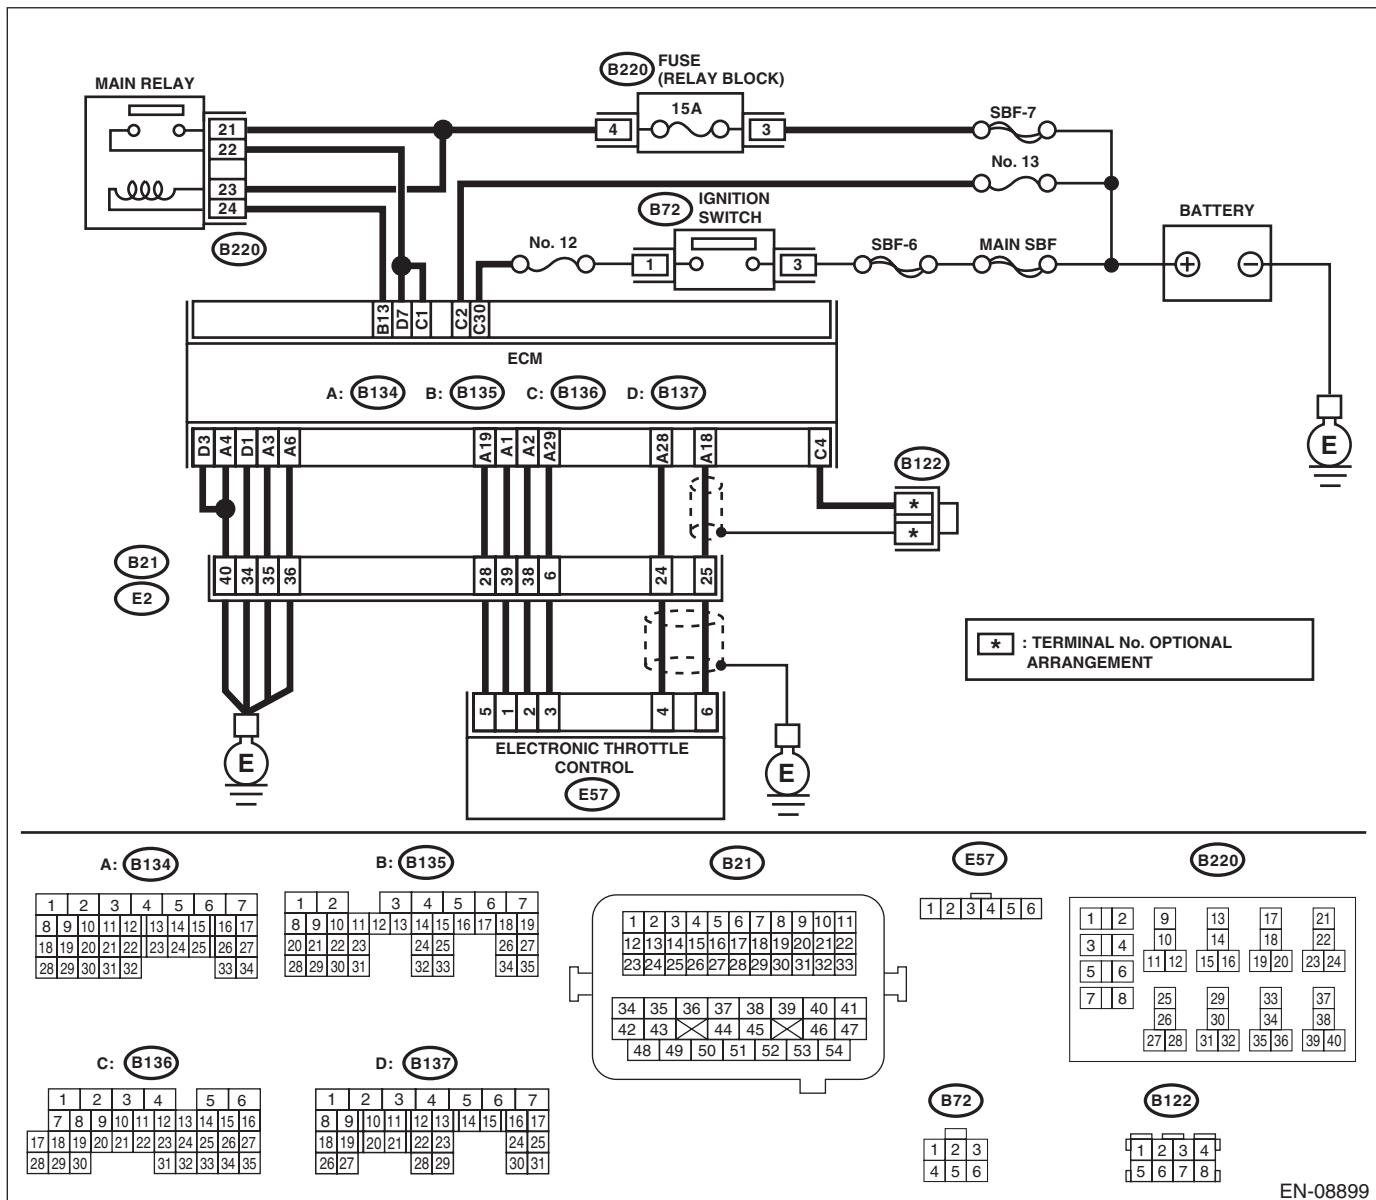 MAIN RELAY
21
22
23
24
B220
B220
FUSE
(RELAY BLOCK)
4
15A
3
SBF-7
No. 13
B72
IGNITION
SWITCH
No. 12
1
3
SBF-6
MAIN SBF
BATTERY
+
−
E
B13
D7
C1
C2
C30
ECM
A: B134 B: B135 C: B136 D: B137
D3
A4
D1
A3
A6
A19
A1
A2
A29
A28
A18
C4
B122
*
*
B21
E2
40
34
35
36
28
39
38
6
24
25
* : TERMINAL No. OPTIONAL
ARRANGEMENT
5
1
2
3
4
6
ELECTRONIC THROTTLE
CONTROL
E57
E
E
A: B134
1 2 3 4 5 6 7
8 9 10 11 12 13 14 15 16 17
18 19 20 21 22 23 24 25 26 27
28 29 30 31 32 33 34
B: B135
1 2 3 4 5 6 7
8 9 10 11 12 13 14 15 16 17 18 19
20 21 22 23 24 25 26 27
28 29 30 31 32 33 34 35
B21
1 2 3 4 5 6 7 8 9 10 11
12 13 14 15 16 17 18 19 20 21 22
23 24 25 26 27 28 29 30 31 32 33
34 35 36 37 38 39 40 41
42 43 44 45 46 47
48 49 50 51 52 53 54
E57
1 2 3 4 5 6
B220
1 2 9 13 17 21
3 4 10 14 18 22
11 12 15 16 19 20 23 24
5 6
7 8 25 29 33 37
26 30 34 38
27 28 31 32 35 36 39 40
C: B136
1 2 3 4 5 6
7 8 9 10 11 12 13 14 15 16
17 18 19 20 21 22 23 24 25 26 27
28 29 30 31 32 33 34 35
D: B137
1 2 3 4 5 6 7
8 9 10 11 12 13 14 15 16 17
18 19 20 21 22 23 24 25
26 27 28 29 30 31
B72
1 2 3
4 5 6
B122
1 2 3 4
5 6 7 8
EN-08899